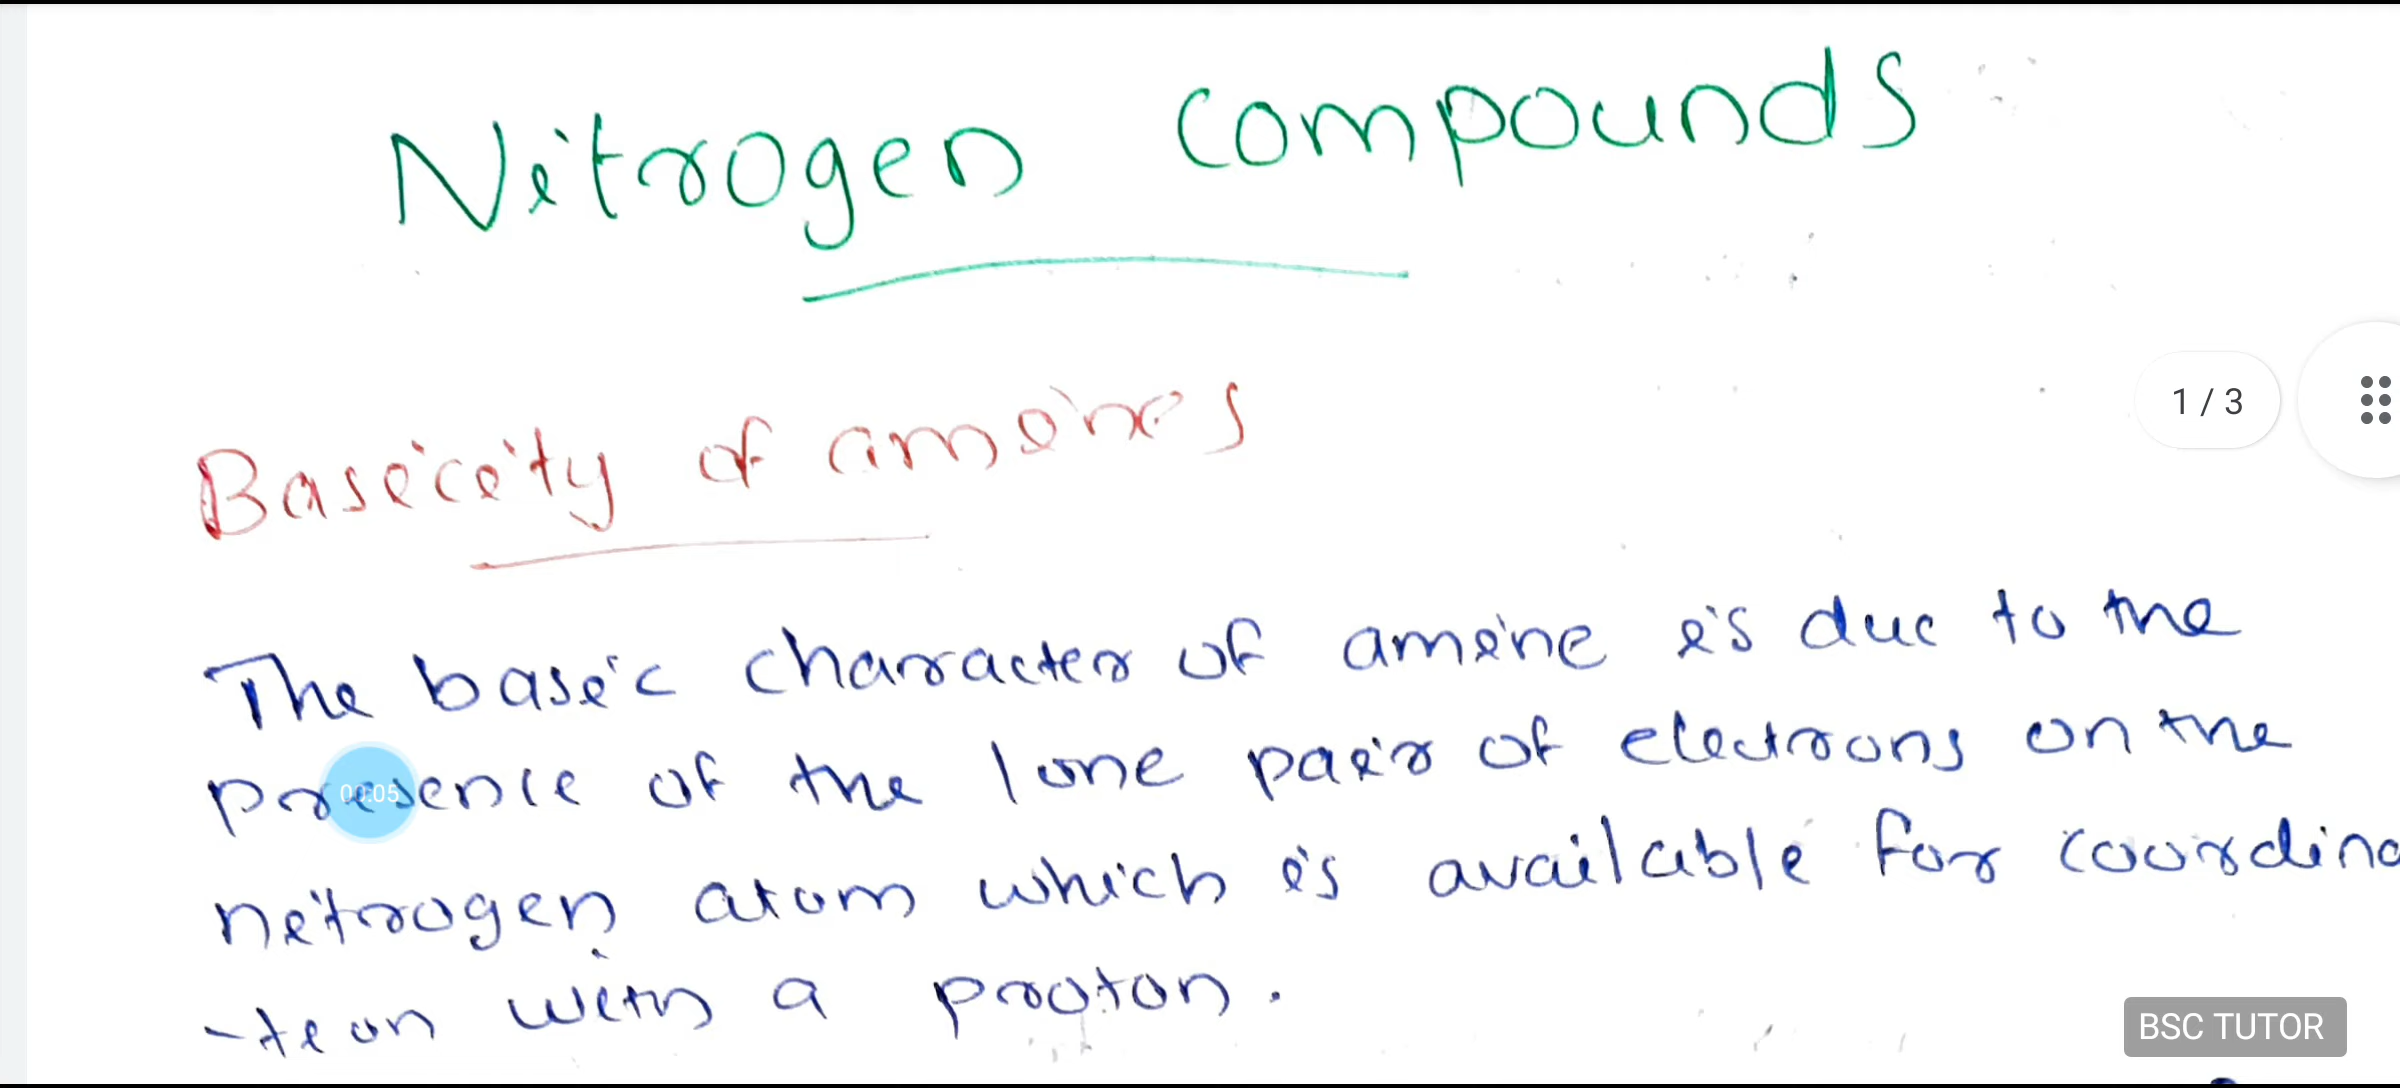 Nitrogen compounds
Basicity of amines
1 / 3
The basic character of amine is due to the
presence of the lone pair of electrons on the
00:05
nitrogen atom which is available for coordina
-tion with a proton.
BSC TUTOR